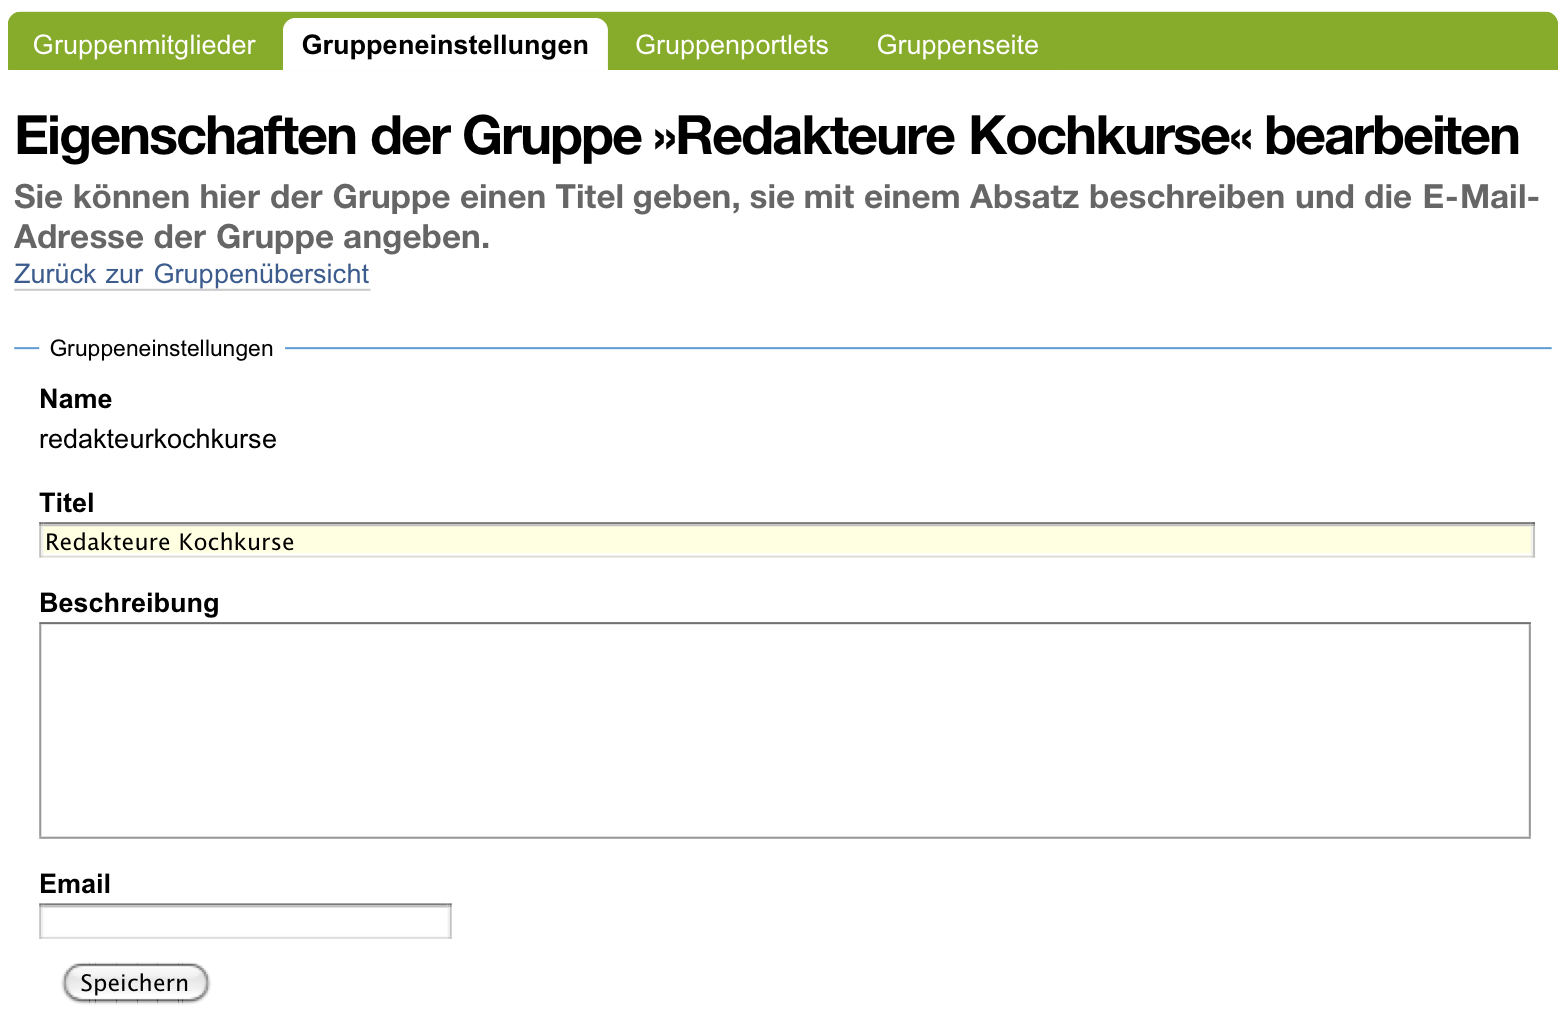 Gruppenmitglieder Gruppeneinstellungen Gruppenportlets Gruppenseite
Eigenschaften der Gruppe »Redakteure Kochkurse« bearbeiten
Sie können hier der Gruppe einen Titel geben, sie mit einem Absatz beschreiben und die E-Mail-
Adresse der Gruppe angeben.
Zurück zur Gruppenübersicht
Gruppeneinstellungen
Name
redakteurkochkurse
Titel
Redakteure Kochkurse
Beschreibung
Email
Speichern